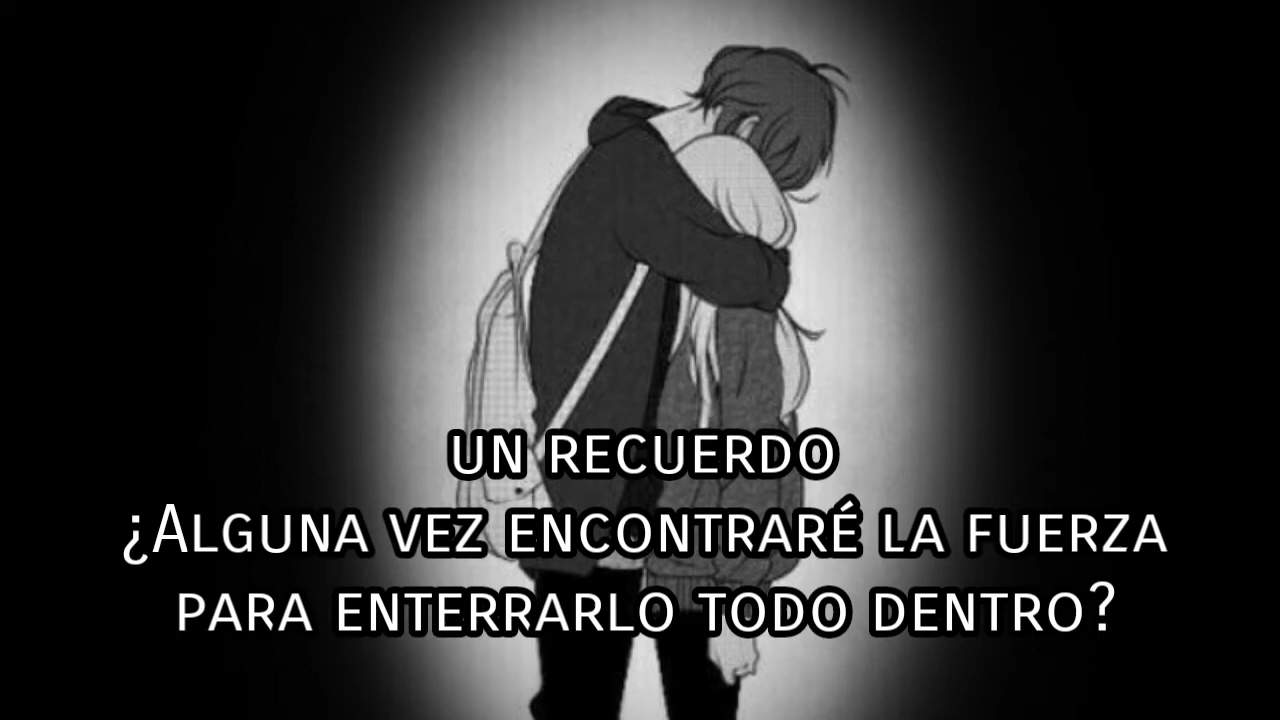 un recuerdo
¿Alguna vez encontraré la fuerza
para enterrarlo todo dentro?